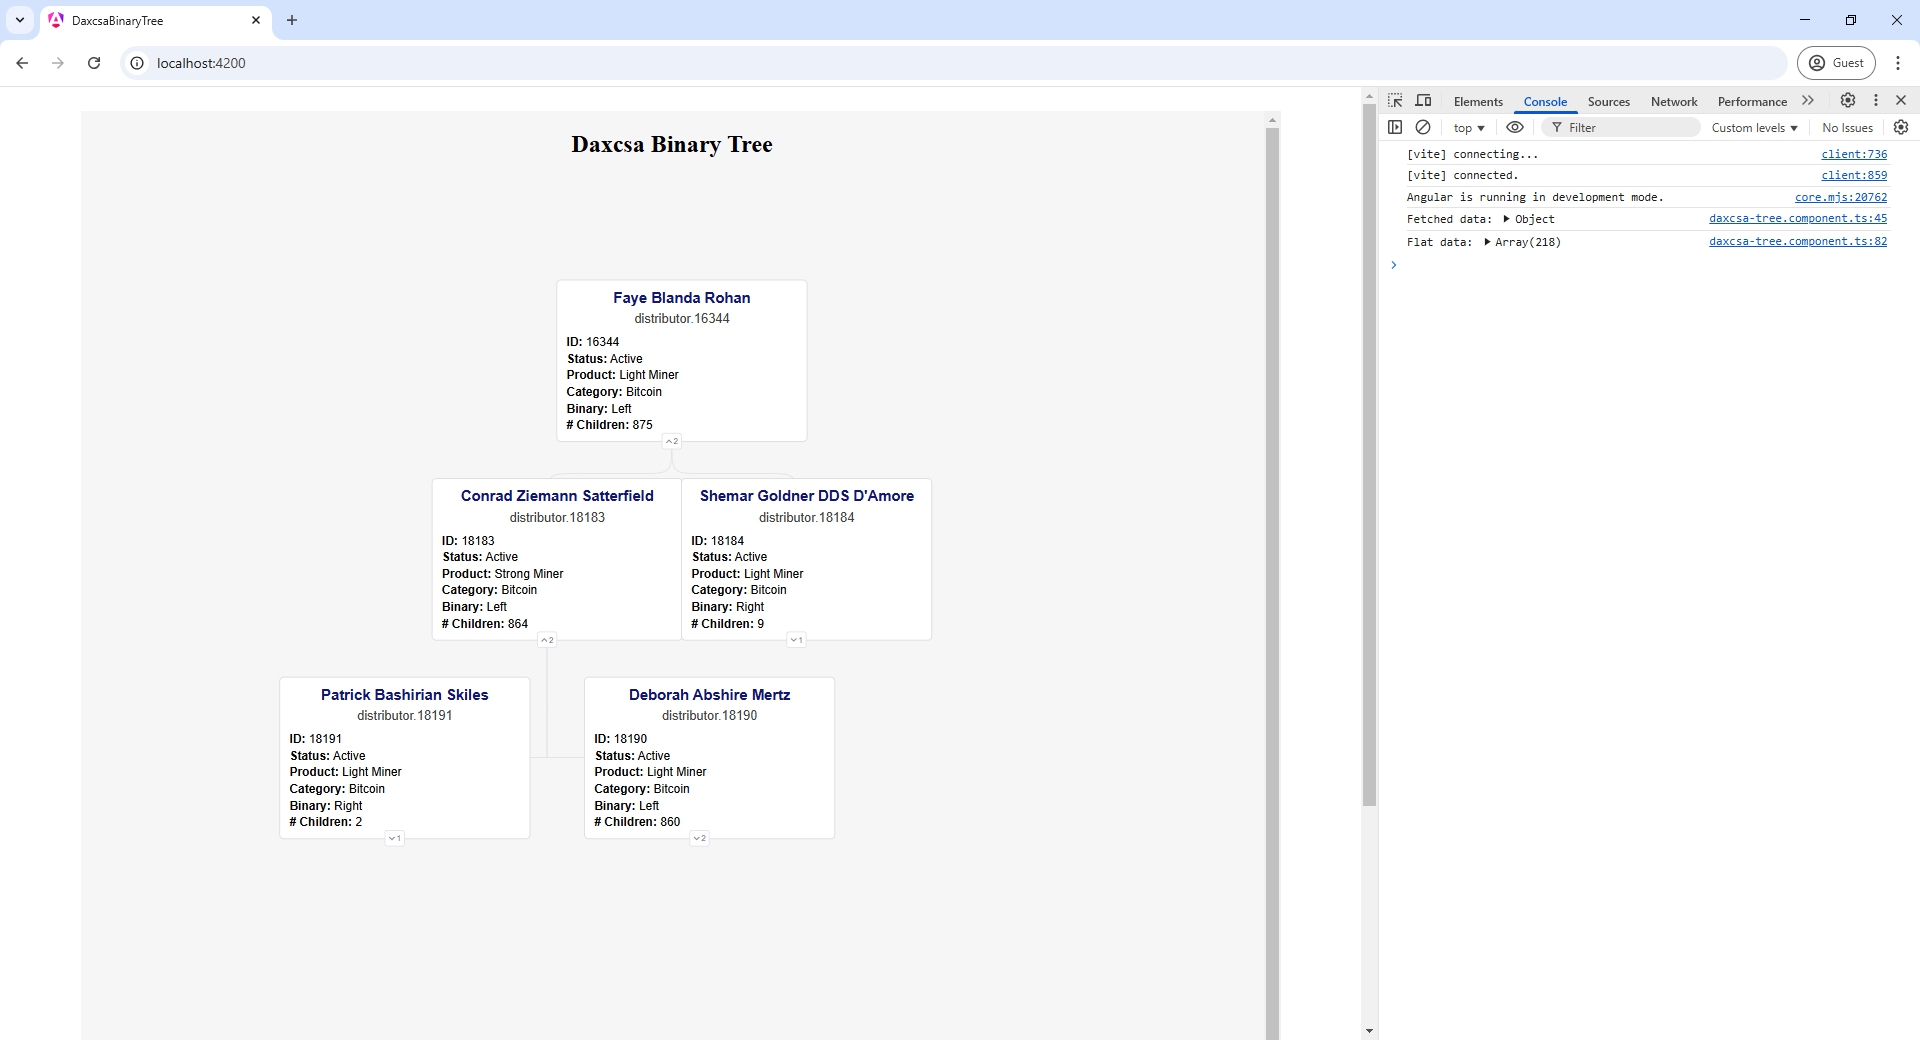 DaxcsaBinaryTree
localhost:4200
Guest
Daxcsa Binary Tree
Faye Blanda Rohan
distributor.16344
ID: 16344
Status: Active
Product: Light Miner
Category: Bitcoin
Binary: Left
# Children: 875
2
Conrad Ziemann Satterfield
distributor.18183
ID: 18183
Status: Active
Product: Strong Miner
Category: Bitcoin
Binary: Left
# Children: 864
2
Shemar Goldner DDS D'Amore
distributor.18184
ID: 18184
Status: Active
Product: Light Miner
Category: Bitcoin
Binary: Right
# Children: 9
1
Patrick Bashirian Skiles
distributor.18191
ID: 18191
Status: Active
Product: Light Miner
Category: Bitcoin
Binary: Right
# Children: 2
1
Deborah Abshire Mertz
distributor.18190
ID: 18190
Status: Active
Product: Light Miner
Category: Bitcoin
Binary: Left
# Children: 860
2
Elements Console Sources Network Performance
top Filter Custom levels No Issues
[vite] connecting... client:736
[vite] connected. client:859
Angular is running in development mode. core.mjs:20762
Fetched data: Object daxcsa-tree.component.ts:45
Flat data: Array(218) daxcsa-tree.component.ts:82